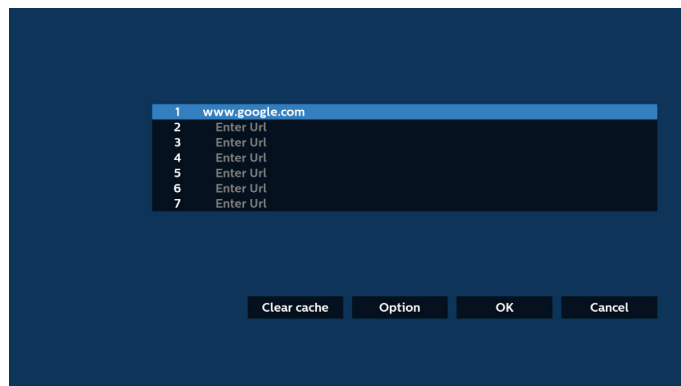 1 www.google.com
2 Enter Url
3 Enter Url
4 Enter Url
5 Enter Url
6 Enter Url
7 Enter Url
Clear cache Option OK Cancel